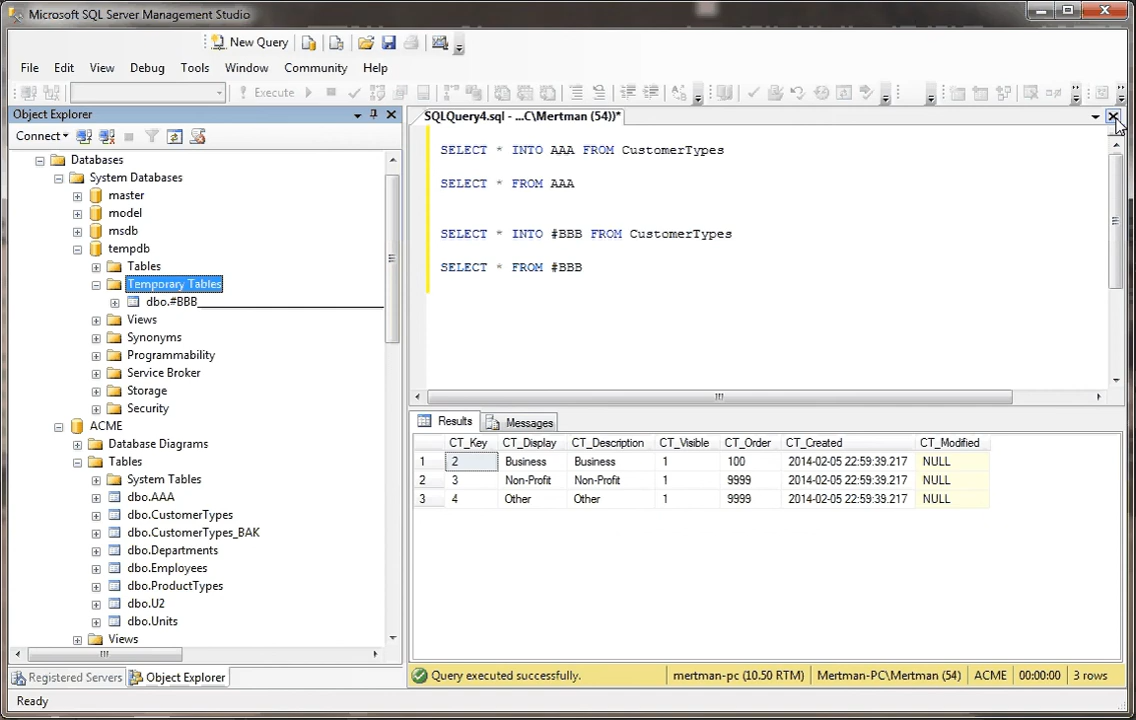 Microsoft SQL Server Management Studio
New Query
File Edit View Debug Tools Window Community Help
Execute
Object Explorer
SQLQuery4.sql - ...C\Mertman (54))*
Connect
Databases
System Databases
master
model
msdb
tempdb
Tables
Temporary Tables
dbo.#BBB________________________
Views
Synonyms
Programmability
Service Broker
Storage
Security
ACME
Database Diagrams
Tables
System Tables
dbo.AAA
dbo.CustomerTypes
dbo.CustomerTypes_BAK
dbo.Departments
dbo.Employees
dbo.ProductTypes
dbo.U2
dbo.Units
Views
Registered Servers Object Explorer
SELECT * INTO AAA FROM CustomerTypes
SELECT * FROM AAA
SELECT * INTO #BBB FROM CustomerTypes
SELECT * FROM #BBB
Results Messages
CT_Key CT_Display CT_Description CT_Visible CT_Order CT_Created CT_Modified
1 2 Business Business 1 100 2014-02-05 22:59:39.217 NULL
2 3 Non-Profit Non-Profit 1 9999 2014-02-05 22:59:39.217 NULL
3 4 Other Other 1 9999 2014-02-05 22:59:39.217 NULL
Query executed successfully. mertman-pc (10.50 RTM) Mertman-PC\Mertman (54) ACME 00:00:00 3 rows
Ready